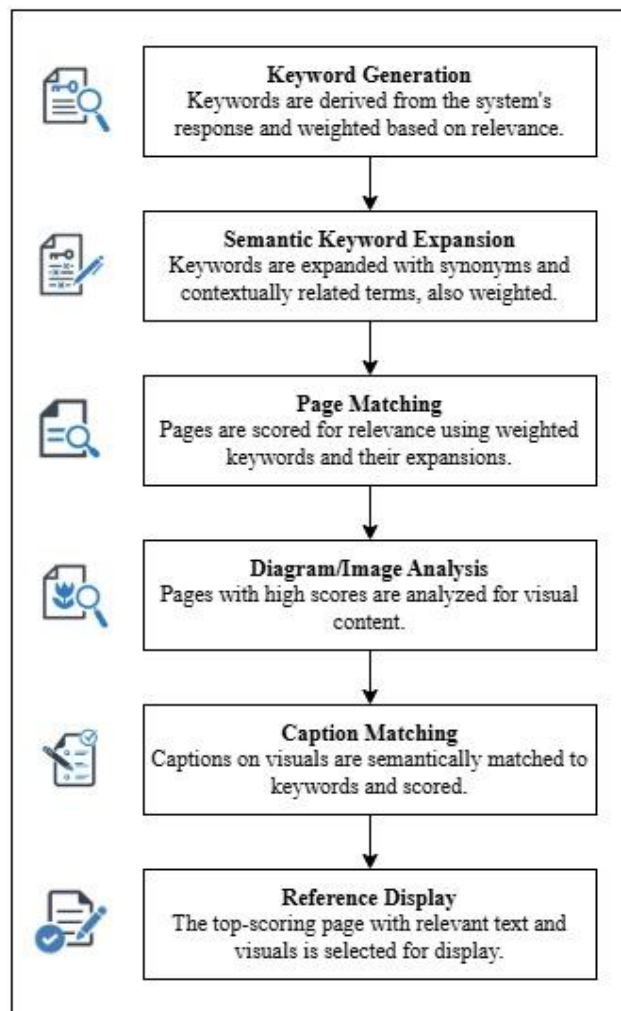 Keyword Generation
Keywords are derived from the system's
response and weighted based on relevance.
Semantic Keyword Expansion
Keywords are expanded with synonyms and
contextually related terms, also weighted.
Page Matching
Pages are scored for relevance using weighted
keywords and their expansions.
Diagram/Image Analysis
Pages with high scores are analyzed for visual
content.
Caption Matching
Captions on visuals are semantically matched to
keywords and scored.
Reference Display
The top-scoring page with relevant text and
visuals is selected for display.